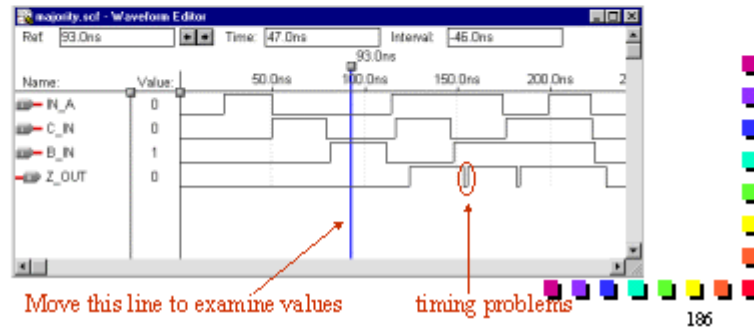 majority.scf - Waveform Editor
Ref: 93.0ns Time: 47.0ns Interval: -46.0ns
93.0ns
Name: Value: 50.0ns 100.0ns 150.0ns 200.0ns 2
IN_A 0
C_IN 0
B_IN 1
Z_OUT 0
Move this line to examine values timing problems
186